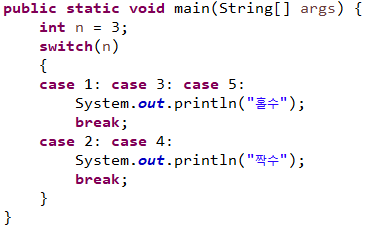 public static void main(String[] args) {
    int n = 3;
    switch(n)
    {
    case 1: case 3: case 5:
        System.out.println("홀수");
        break;
    case 2: case 4:
        System.out.println("짝수");
        break;
    }
}